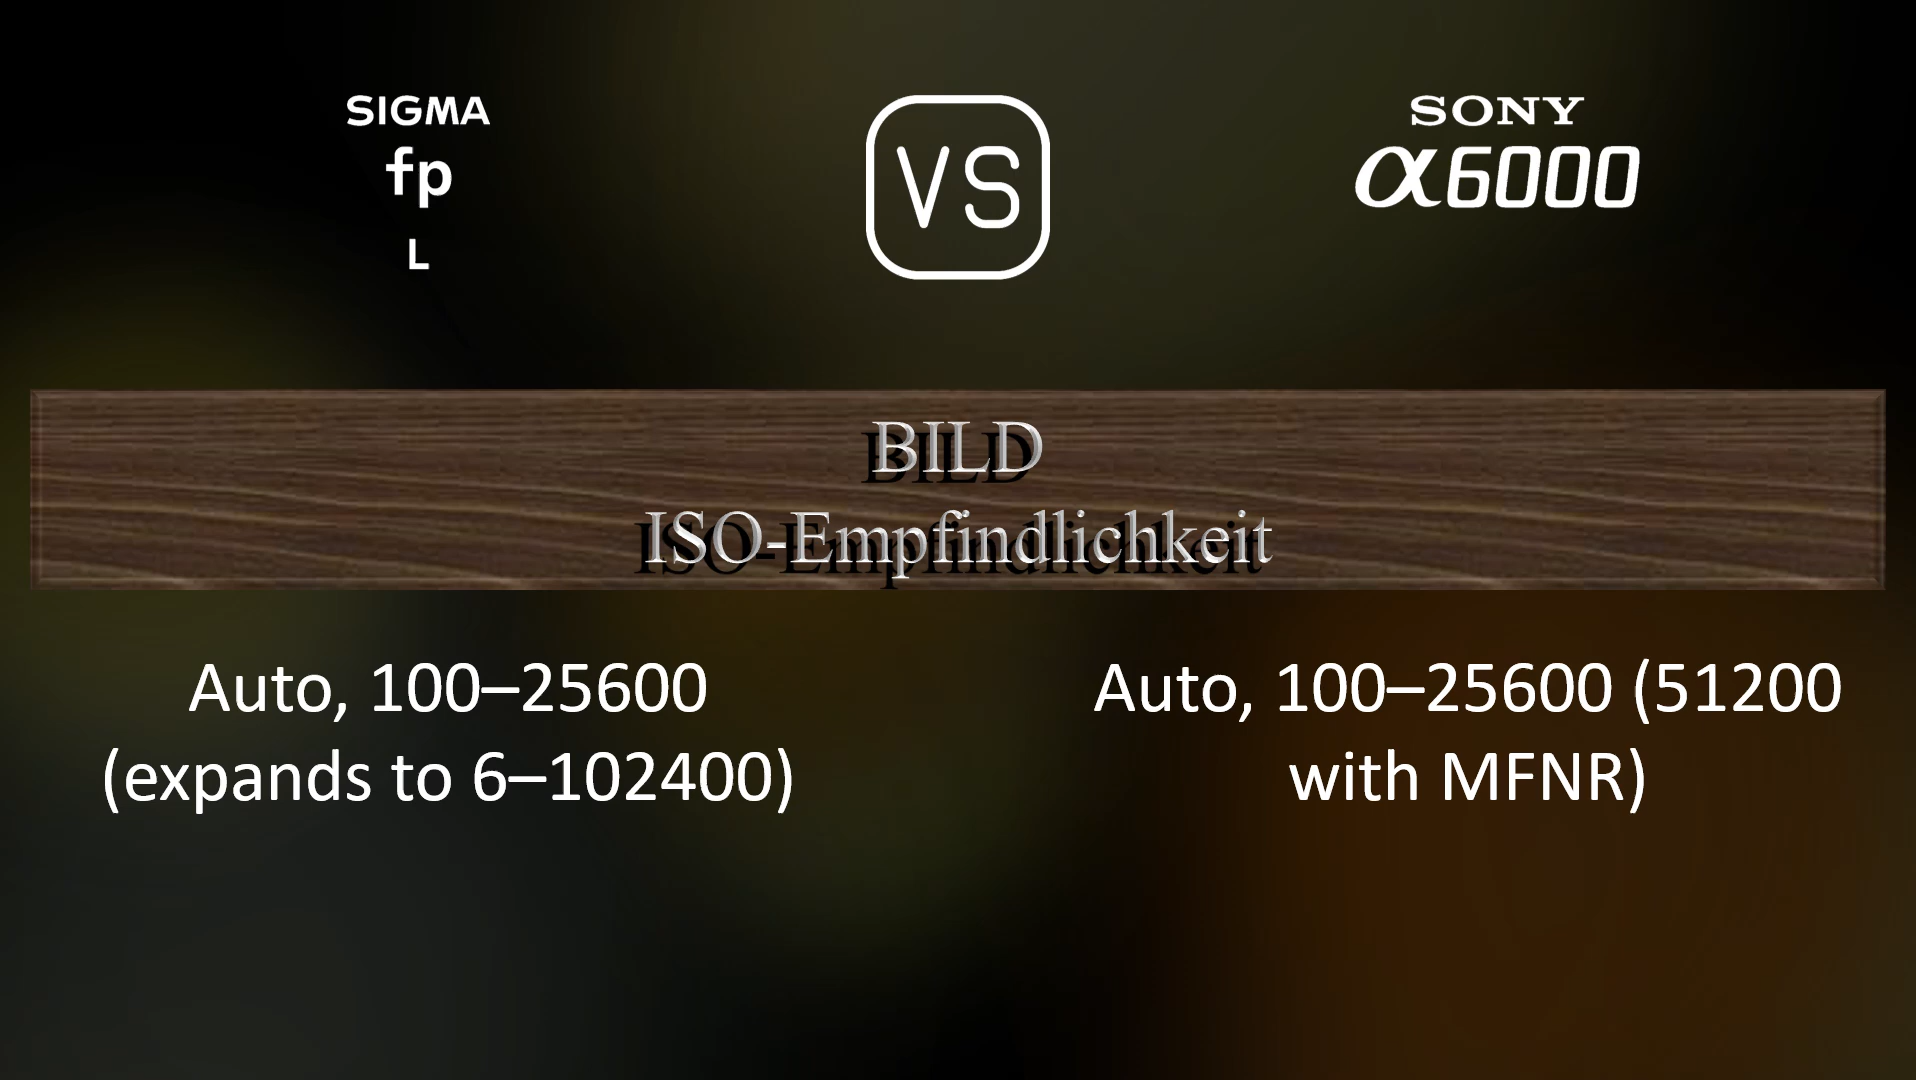 SIGMA
fp
L
VS
SONY
α6000
BILD
ISO-Empfindlichkeit
Auto, 100–25600
(expands to 6–102400)
Auto, 100–25600 (51200
with MFNR)